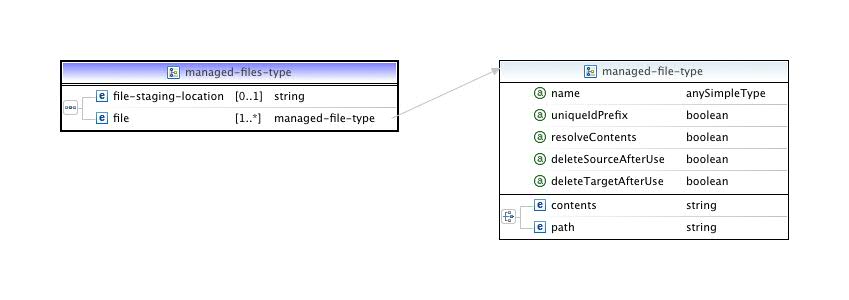 managed-files-type
e file-staging-location [0..1] string
e file [1..*] managed-file-type
managed-file-type
a name anySimpleType
a uniqueIdPrefix boolean
a resolveContents boolean
a deleteSourceAfterUse boolean
a deleteTargetAfterUse boolean
e contents string
e path string